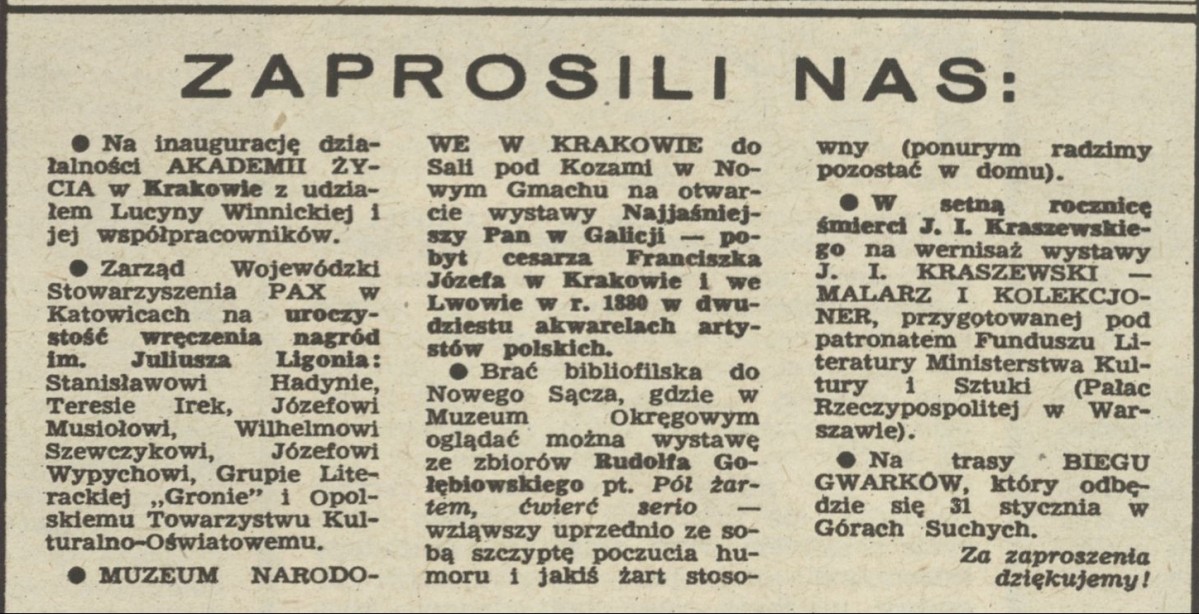 ZAPROSILI NAS:
● Na inaugurację dzia-
łalności AKADEMII ŻY-
CIA w Krakowie z udzia-
łem Lucyny Winnickiej i
jej współpracowników.
● Zarząd Wojewódzki
Stowarzyszenia PAX w
Katowicach na uroczy-
stość wręczenia nagród
im. Juliusza Ligonia:
Stanisławowi Hadynie,
Teresie Irek, Józefowi
Musiołowi, Wilhelmowi
Szewczykowi, Józefowi
Wypychowi, Grupie Lite-
rackiej „Gronie" i Opol-
skiemu Towarzystwu Kul-
turalno-Oświatowemu.
● MUZEUM NARODO-
WE W KRAKOWIE do
Sali pod Kozami w No-
wym Gmachu na otwar-
cie wystawy Najjaśniej-
szy Pan w Galicji — po-
byt cesarza Franciszka
Józefa w Krakowie i we
Lwowie w r. 1880 w dwu-
dziestu akwarelach arty-
stów polskich.
● Brać bibliofilska do
Nowego Sącza, gdzie w
Muzeum Okręgowym
oglądać można wystawę
ze zbiorów Rudolfa Go-
łębiowskiego pt. Pół żar-
tem, ćwierć serio —
wziąwszy uprzednio ze so-
bą szczyptę poczucia hu-
moru i jakiś żart stoso-
wny (ponurym radzimy
pozostać w domu).
● W setną rocznicę
śmierci J. I. Kraszewskie-
go na wernisaż wystawy
J. I. KRASZEWSKI —
MALARZ I KOLEKCJO-
NER, przygotowanej pod
patronatem Funduszu Li-
teratury Ministerstwa Kul-
tury i Sztuki (Pałac
Rzeczypospolitej w War-
szawie).
● Na trasy BIEGU
GWARKÓW, który odbę-
dzie się 31 stycznia w
Górach Suchych.
Za zaproszenia
dziękujemy!